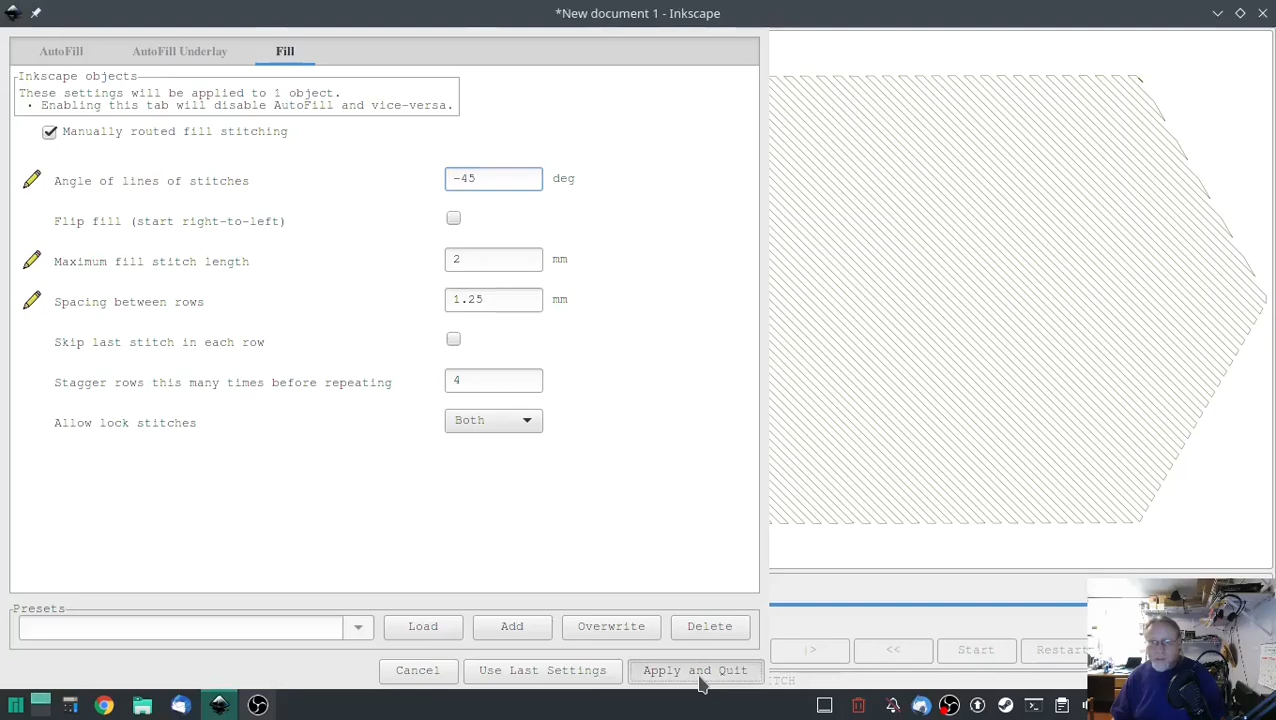 *New document 1 - Inkscape
AutoFill AutoFill Underlay Fill
Inkscape objects
These settings will be applied to 1 object.
• Enabling this tab will disable AutoFill and vice-versa.
Manually routed fill stitching
Angle of lines of stitches -45 deg
Flip fill (start right-to-left)
Maximum fill stitch length 2 mm
Spacing between rows 1.25 mm
Skip last stitch in each row
Stagger rows this many times before repeating 4
Allow lock stitches Both
Presets
Load Add Overwrite Delete
|> << Start Restart
Cancel Use Last Settings Apply and Quit
TCH